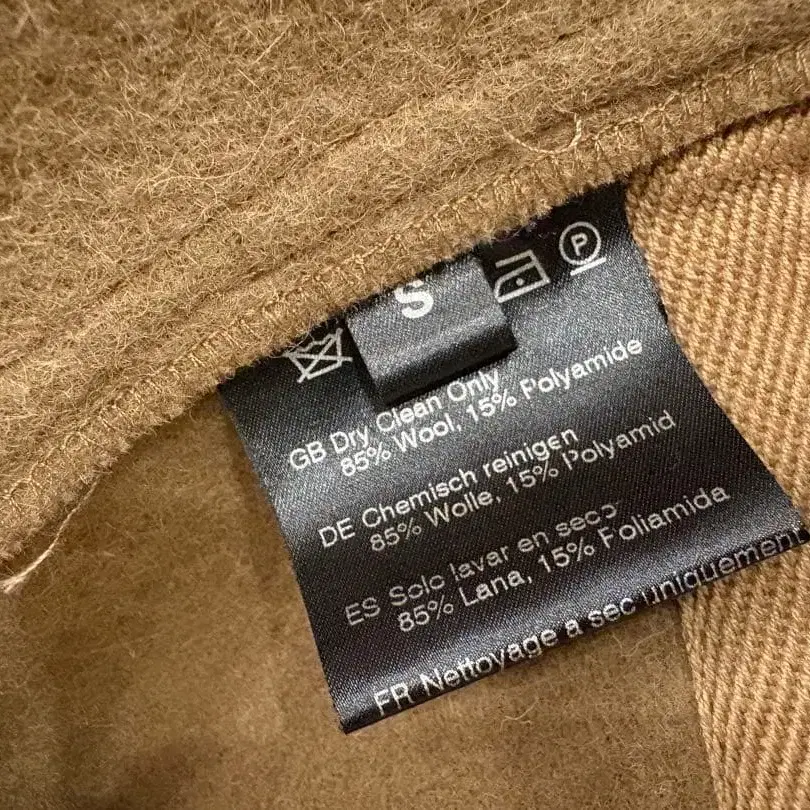 S
P
GB Dry Clean Only
85% Wool, 15% Polyamide
DE Chemisch reinigen
85% Wolle, 15% Polyamid
ES Solo lavar en seco
85% Lana, 15% Poliamida
FR Nettoyage a sec uniquement